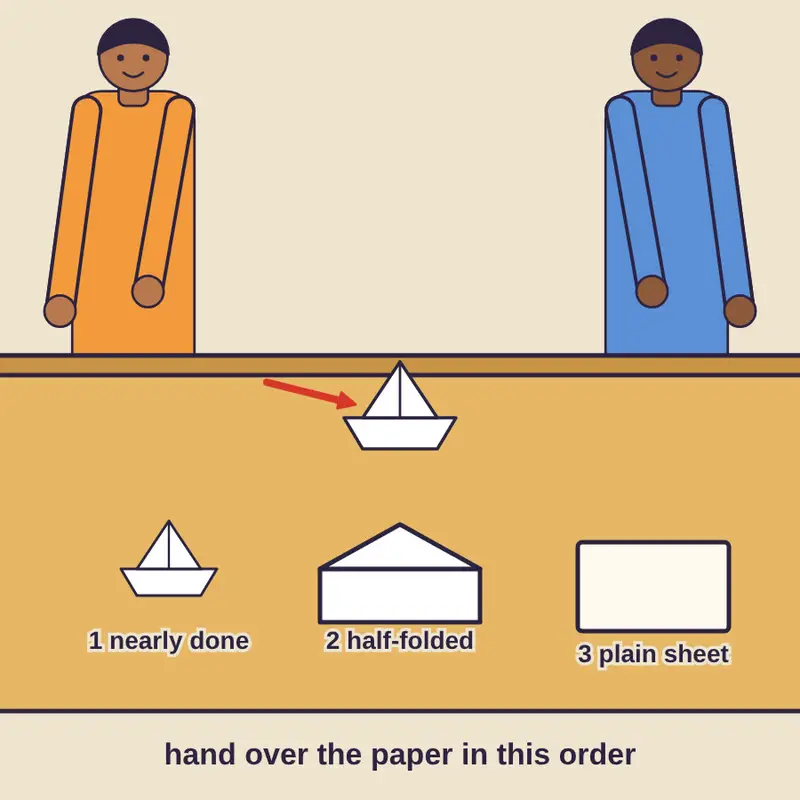 1 nearly done
2 half-folded
3 plain sheet
hand over the paper in this order